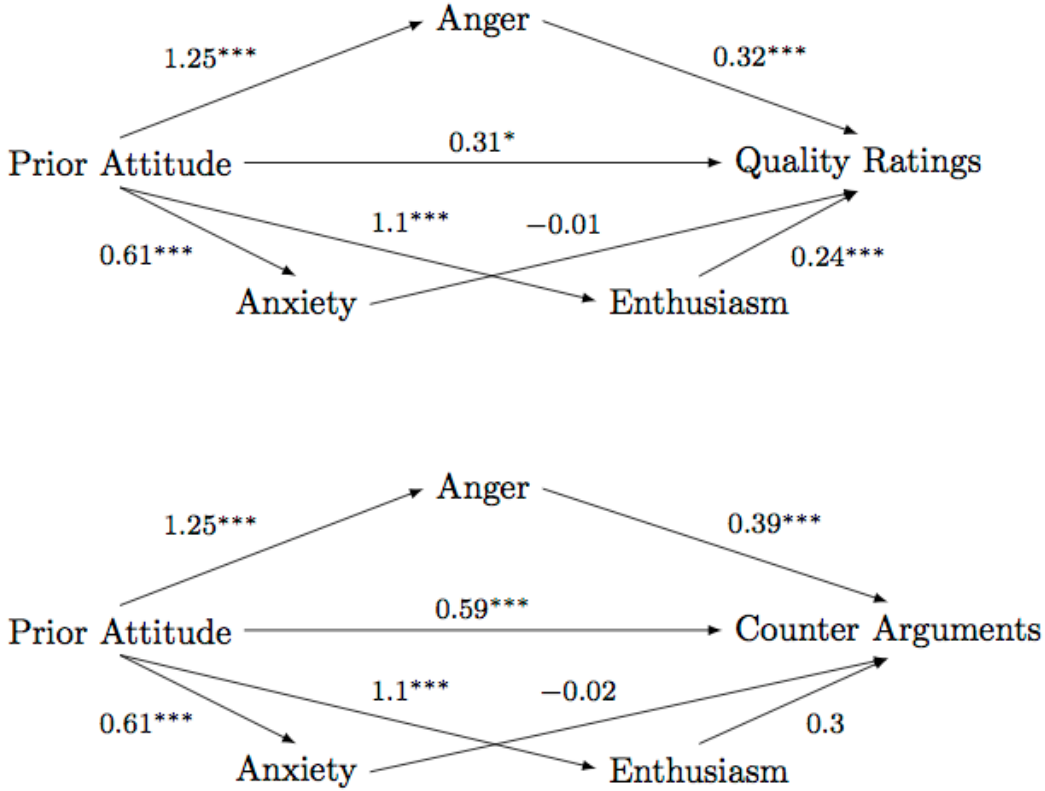 Anger
1.25***
0.32***
0.31*
Prior Attitude
Quality Ratings
1.1***
−0.01
0.61***
0.24***
Anxiety
Enthusiasm
Anger
1.25***
0.39***
0.59***
Prior Attitude
Counter Arguments
1.1***
−0.02
0.61***
0.3
Anxiety
Enthusiasm